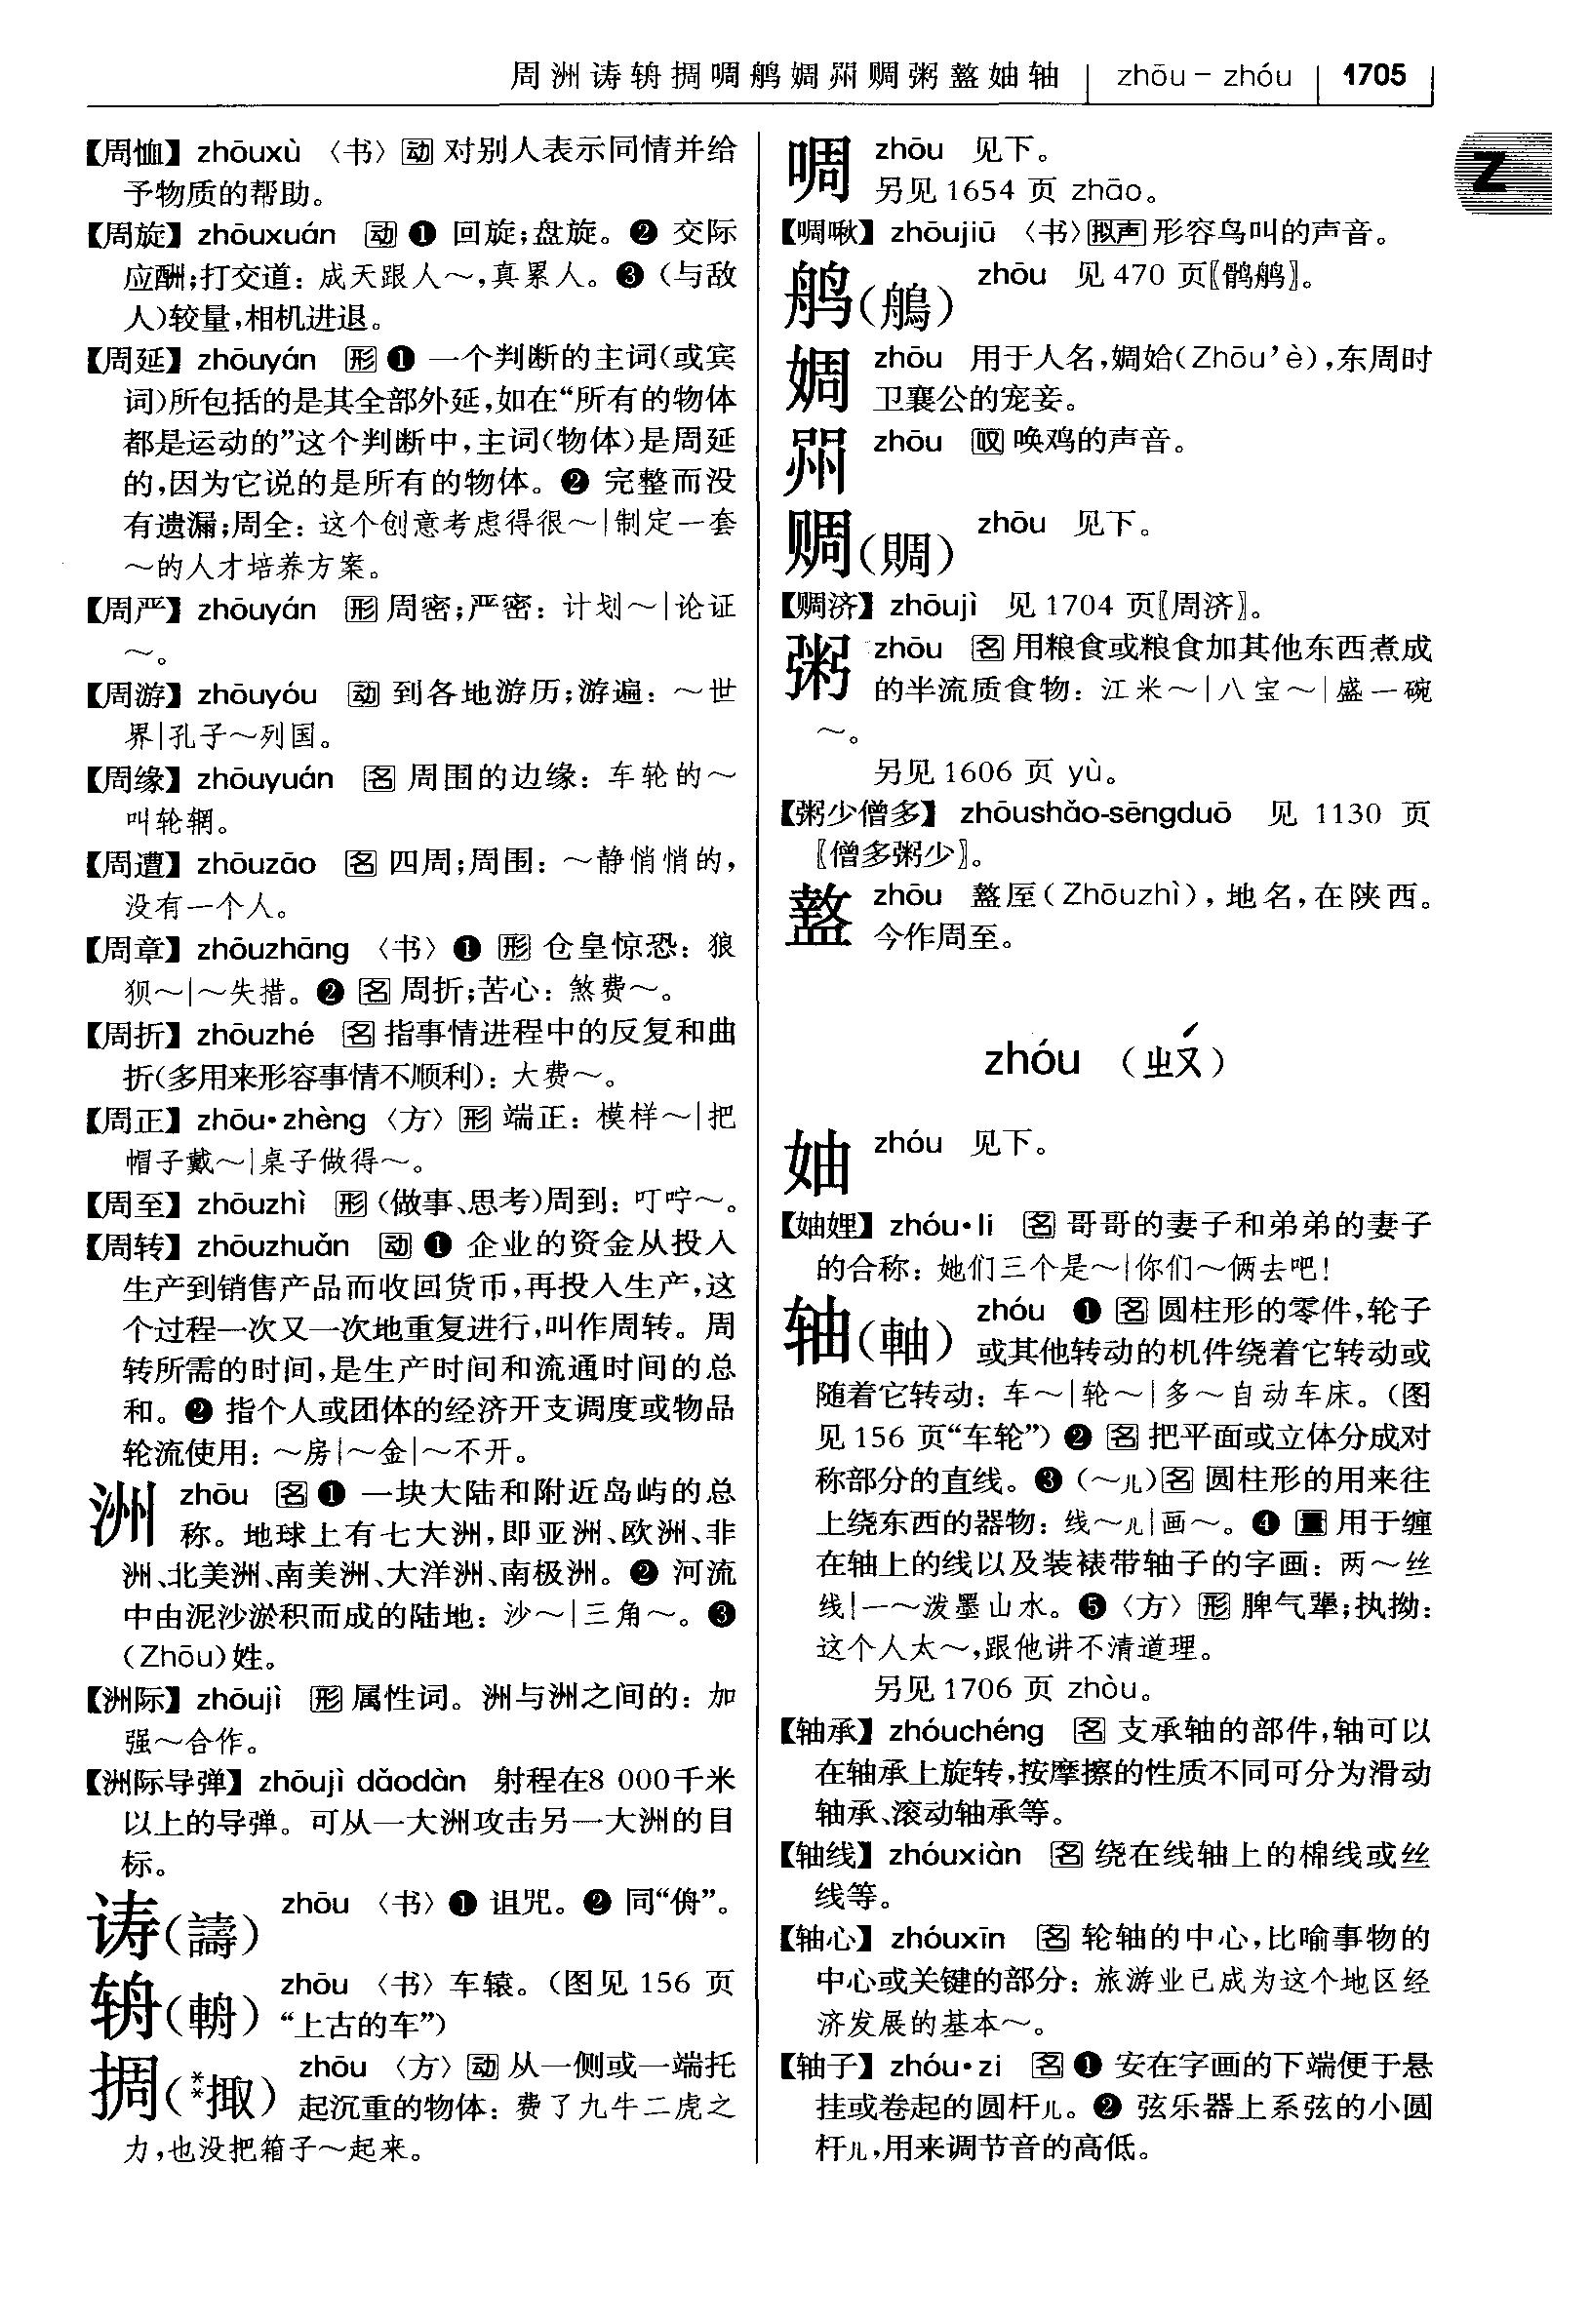 周洲诪辀掬啁鸼婤喌赒粥盩妯轴 zhōu－zhóu 1705
Z
【周恤】 zhōuxù 〈书〉动 对别人表示同情并给
予物质的帮助。
【周旋】 zhōuxuán 动❶ 回旋;盘旋。❷ 交际
应酬;打交道：成天跟人～,真累人。❸（与敌
人)较量,相机进退。
【周延】 zhōuyán 形❶ 一个判断的主词(或宾
词)所包括的是其全部外延,如在“所有的物体
都是运动的”这个判断中,主词(物体)是周延
的,因为它说的是所有的物体。❷ 完整而没
有遗漏;周全：这个创意考虑得很～|制定一套
～的人才培养方案。
【周严】 zhōuyán 形 周密;严密：计划～|论证
～。
【周游】 zhōuyóu 动 到各地游历;游遍：～世
界|孔子～列国。
【周缘】 zhōuyuán 名 周围的边缘：车轮的～
叫轮辋。
【周遭】 zhōuzāo 名 四周;周围：～静悄悄的,
没有一个人。
【周章】 zhōuzhāng 〈书〉❶ 形 仓皇惊恐：狼
狈～|～失措。❷ 名 周折;苦心：煞费～。
【周折】 zhōuzhé 名 指事情进程中的反复和曲
折(多用来形容事情不顺利)：大费～。
【周正】 zhōu·zhèng 〈方〉形 端正：模样～|把
帽子戴～|桌子做得～。
【周至】 zhōuzhì 形 (做事、思考)周到：叮咛～。
【周转】 zhōuzhuǎn 动❶ 企业的资金从投入
生产到销售产品而收回货币,再投入生产,这
个过程一次又一次地重复进行,叫作周转。周
转所需的时间,是生产时间和流通时间的总
和。❷ 指个人或团体的经济开支调度或物品
轮流使用：～房|～金|～不开。
洲 zhōu 名❶ 一块大陆和附近岛屿的总
称。地球上有七大洲,即亚洲、欧洲、非
洲、北美洲、南美洲、大洋洲、南极洲。❷ 河流
中由泥沙淤积而成的陆地：沙～|三角～。❸
(Zhōu)姓。
【洲际】 zhōujì 形 属性词。洲与洲之间的：加
强～合作。
【洲际导弹】 zhōujì dǎodàn 射程在8 000千米
以上的导弹。可从一大洲攻击另一大洲的目
标。
诪(譸) zhōu 〈书〉❶ 诅咒。❷ 同“侜”。
辀(輈) zhōu 〈书〉车辕。(图见 156 页
“上古的车”)
㨄(**掫) zhōu 〈方〉动 从一侧或一端托
起沉重的物体：费了九牛二虎之
力,也没把箱子～起来。
啁 zhōu 见下。
另见 1654 页 zhāo。
【啁啾】 zhōujiū 〈书〉拟声 形容鸟叫的声音。
鸼(鵃) zhōu 见 470 页〖鹘鸼〗。
婤 zhōu 用于人名,婤姶(Zhōu’è),东周时
卫襄公的宠妾。
喌 zhōu 叹 唤鸡的声音。
赒(賙) zhōu 见下。
【赒济】 zhōujì 见 1704 页〖周济〗。
粥 zhōu 名 用粮食或粮食加其他东西煮成
的半流质食物：江米～|八宝～|盛一碗
～。
另见 1606 页 yù。
【粥少僧多】 zhōushǎo-sēngduō 见 1130 页
〖僧多粥少〗。
盩 zhōu 盩厔(Zhōuzhì),地名,在陕西。
今作周至。
zhóu （ㄓㄡˊ）
妯 zhóu 见下。
【妯娌】 zhóu·li 名 哥哥的妻子和弟弟的妻子
的合称：她们三个是～|你们～俩去吧!
轴(軸) zhóu ❶ 名 圆柱形的零件,轮子
或其他转动的机件绕着它转动或
随着它转动：车～|轮～|多～自动车床。(图
见 156 页“车轮”)❷ 名 把平面或立体分成对
称部分的直线。❸ (～儿)名 圆柱形的用来往
上绕东西的器物：线～儿|画～。❹ 量 用于缠
在轴上的线以及装裱带轴子的字画：两～丝
线|一～泼墨山水。❺〈方〉形 脾气犟;执拗：
这个人太～,跟他讲不清道理。
另见 1706 页 zhòu。
【轴承】 zhóuchéng 名 支承轴的部件,轴可以
在轴承上旋转,按摩擦的性质不同可分为滑动
轴承、滚动轴承等。
【轴线】 zhóuxiàn 名 绕在线轴上的棉线或丝
线等。
【轴心】 zhóuxīn 名 轮轴的中心,比喻事物的
中心或关键的部分：旅游业已成为这个地区经
济发展的基本～。
【轴子】 zhóu·zi 名❶ 安在字画的下端便于悬
挂或卷起的圆杆儿。❷ 弦乐器上系弦的小圆
杆儿,用来调节音的高低。